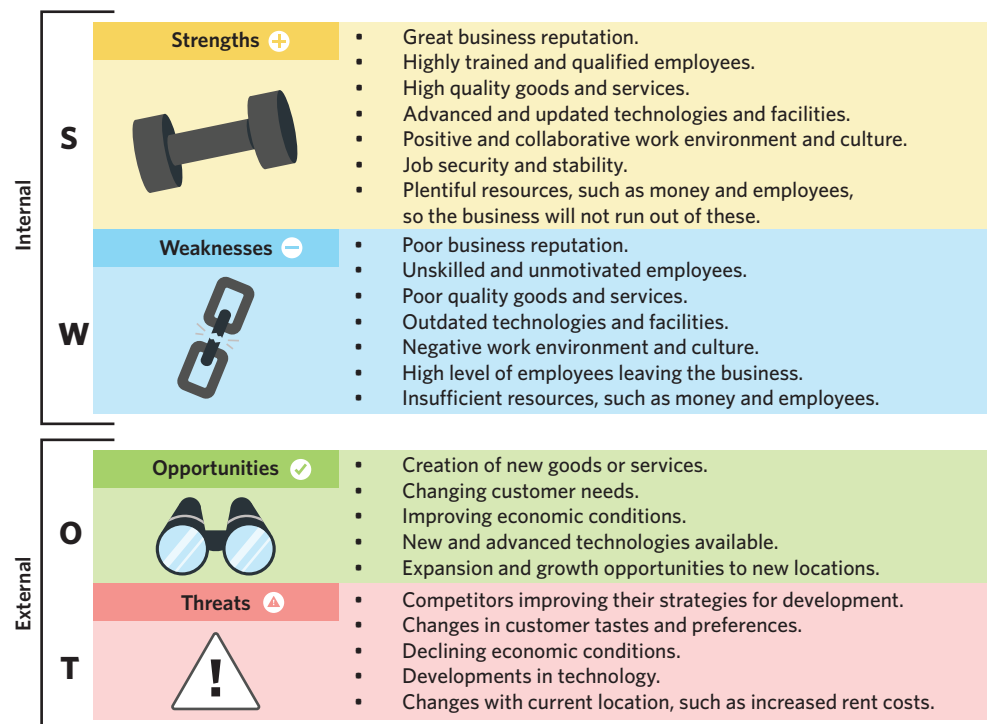 Internal
S
Strengths
• Great business reputation.
• Highly trained and qualified employees.
• High quality goods and services.
• Advanced and updated technologies and facilities.
• Positive and collaborative work environment and culture.
• Job security and stability.
• Plentiful resources, such as money and employees,
so the business will not run out of these.
W
Weaknesses
• Poor business reputation.
• Unskilled and unmotivated employees.
• Poor quality goods and services.
• Outdated technologies and facilities.
• Negative work environment and culture.
• High level of employees leaving the business.
• Insufficient resources, such as money and employees.
External
O
Opportunities
• Creation of new goods or services.
• Changing customer needs.
• Improving economic conditions.
• New and advanced technologies available.
• Expansion and growth opportunities to new locations.
T
Threats
!
• Competitors improving their strategies for development.
• Changes in customer tastes and preferences.
• Declining economic conditions.
• Developments in technology.
• Changes with current location, such as increased rent costs.